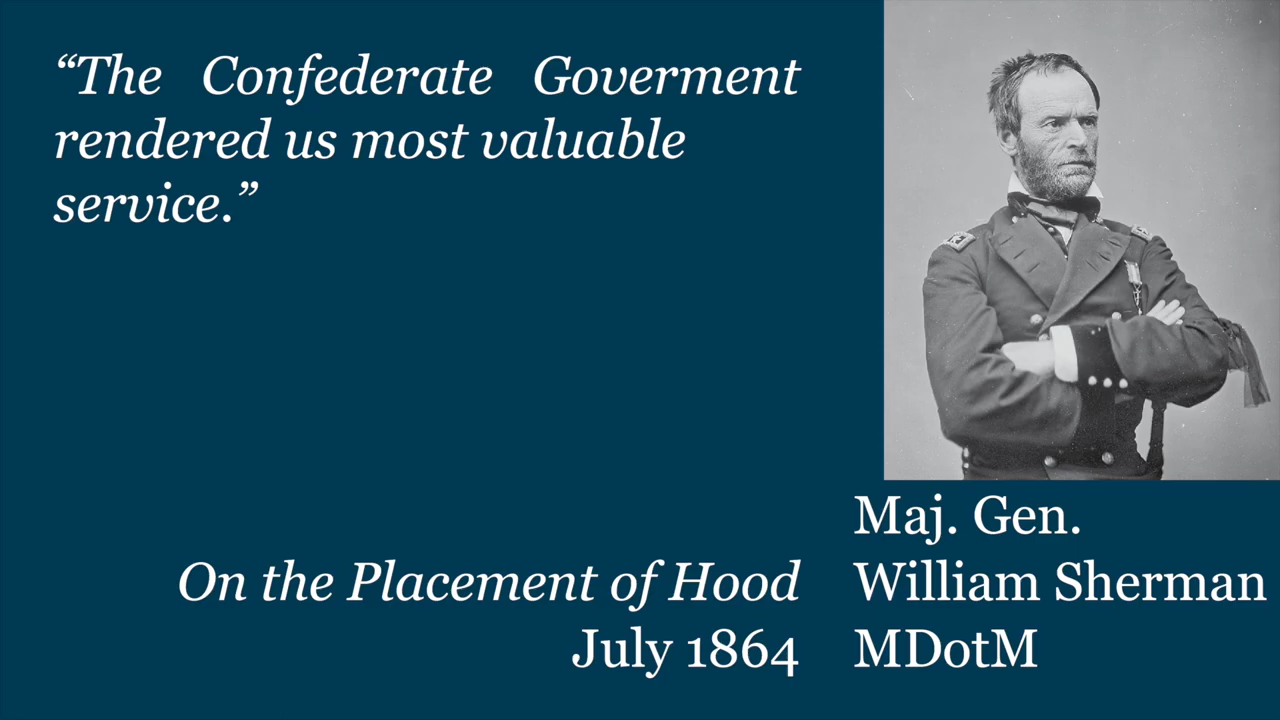 “The Confederate Goverment
rendered us most valuable
service.”
On the Placement of Hood
July 1864
Maj. Gen.
William Sherman
MDotM